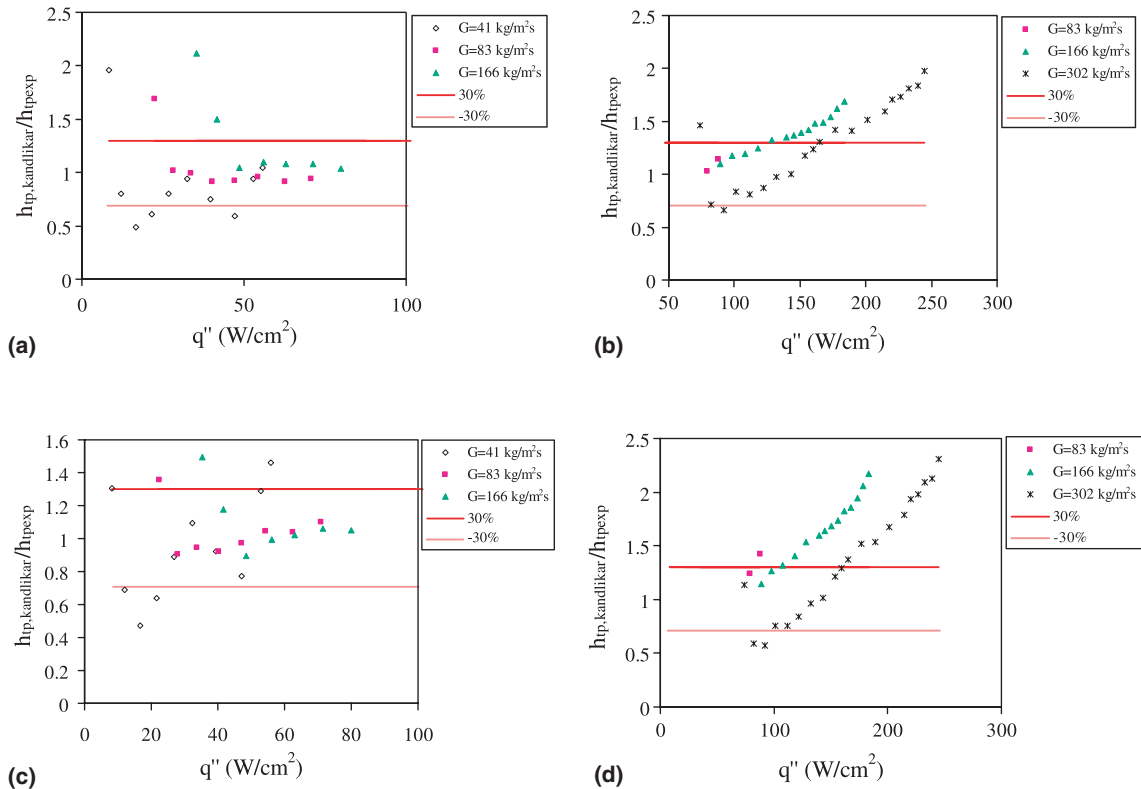 G=41 kg/m²s
G=83 kg/m²s
G=166 kg/m²s
30%
-30%
2.5
2
1.5
1
0.5
0
h_tp,kandlikar/h_tpexp
0 50 100
q" (W/cm²)
(a)
G=83 kg/m²s
G=166 kg/m²s
G=302 kg/m²s
30%
-30%
2.5
2
1.5
1
0.5
0
h_tp,kandlikar/h_tpexp
50 100 150 200 250 300
q" (W/cm²)
(b)
G=41 kg/m²s
G=83 kg/m²s
G=166 kg/m²s
30%
-30%
1.6
1.4
1.2
1
0.8
0.6
0.4
0.2
0
h_tp,kandlikar/h_tpexp
0 20 40 60 80 100
q" (W/cm²)
(c)
G=83 kg/m²s
G=166 kg/m²s
G=302 kg/m²s
30%
-30%
2.5
2
1.5
1
0.5
0
h_tp,kandlikar/h_tpexp
0 100 200 300
q" (W/cm²)
(d)